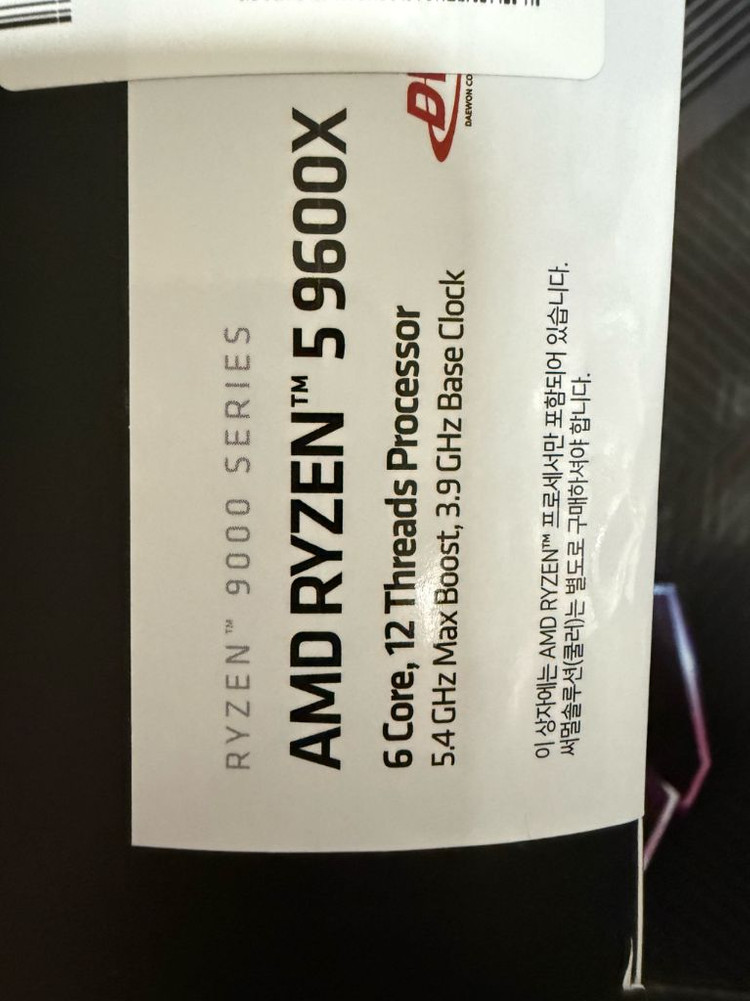 RYZEN™ 9000 SERIES
AMD RYZEN™ 5 9600X
6 Core, 12 Threads Processor
5.4 GHz Max Boost, 3.9 GHz Base Clock
DAEWON CO
이 상자에는 AMD RYZEN™ 프로세서만 포함되어 있습니다.
써멀솔루션(쿨러)는 별도로 구매하셔야 합니다.